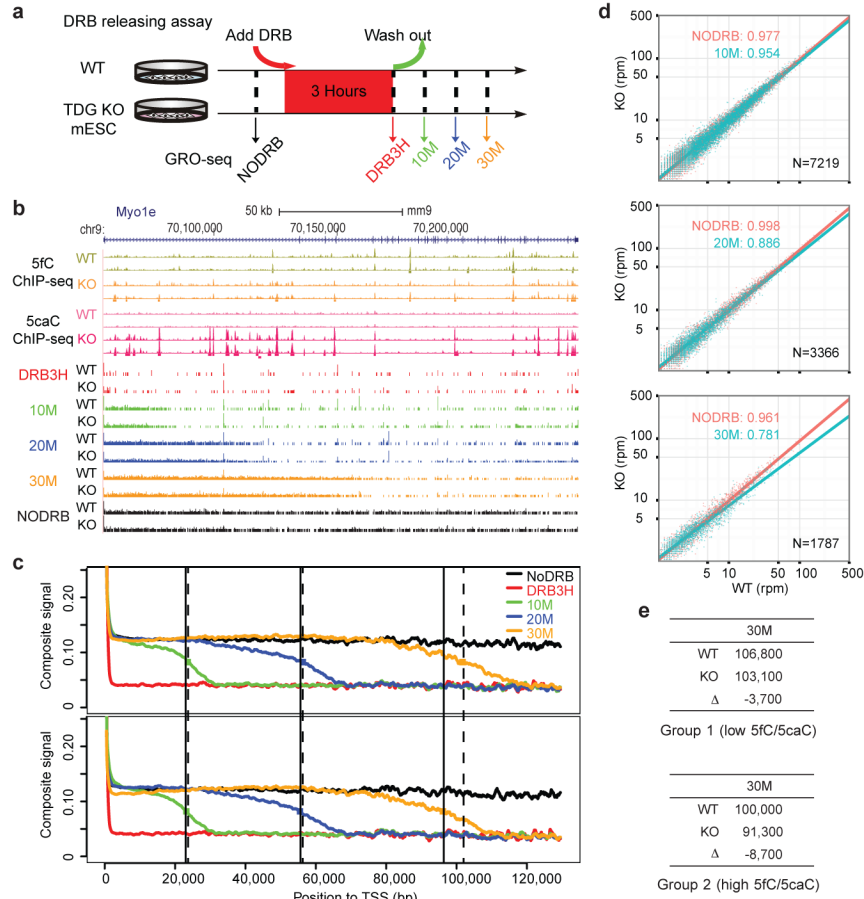 a
DRB releasing assay
Add DRB
Wash out
WT
TDG KO
mESC
3 Hours
GRO-seq
NODRB
DRB3H
10M
20M
30M
b
Myo1e
50 kb
mm9
chr9:
70,100,000
70,150,000
70,200,000
5fC
ChIP-seq
WT
KO
5caC
ChIP-seq
WT
KO
DRB3H
WT
KO
10M
WT
KO
20M
WT
KO
30M
WT
KO
NODRB
WT
KO
c
Composite signal
0.20
0.10
0
NoDRB
DRB3H
10M
20M
30M
Composite signal
0.20
0.10
0
0
20,000
40,000
60,000
80,000
100,000
120,000
Position to TSS (bp)
d
KO (rpm)
500
100
50
10
5
NODRB: 0.977
10M: 0.954
N=7219
KO (rpm)
500
100
50
10
5
NODRB: 0.998
20M: 0.886
N=3366
KO (rpm)
500
100
50
10
5
NODRB: 0.961
30M: 0.781
N=1787
5
10
50
100
500
WT (rpm)
e
30M
WT 106,800
KO 103,100
Δ -3,700
Group 1 (low 5fC/5caC)
30M
WT 100,000
KO 91,300
Δ -8,700
Group 2 (high 5fC/5caC)